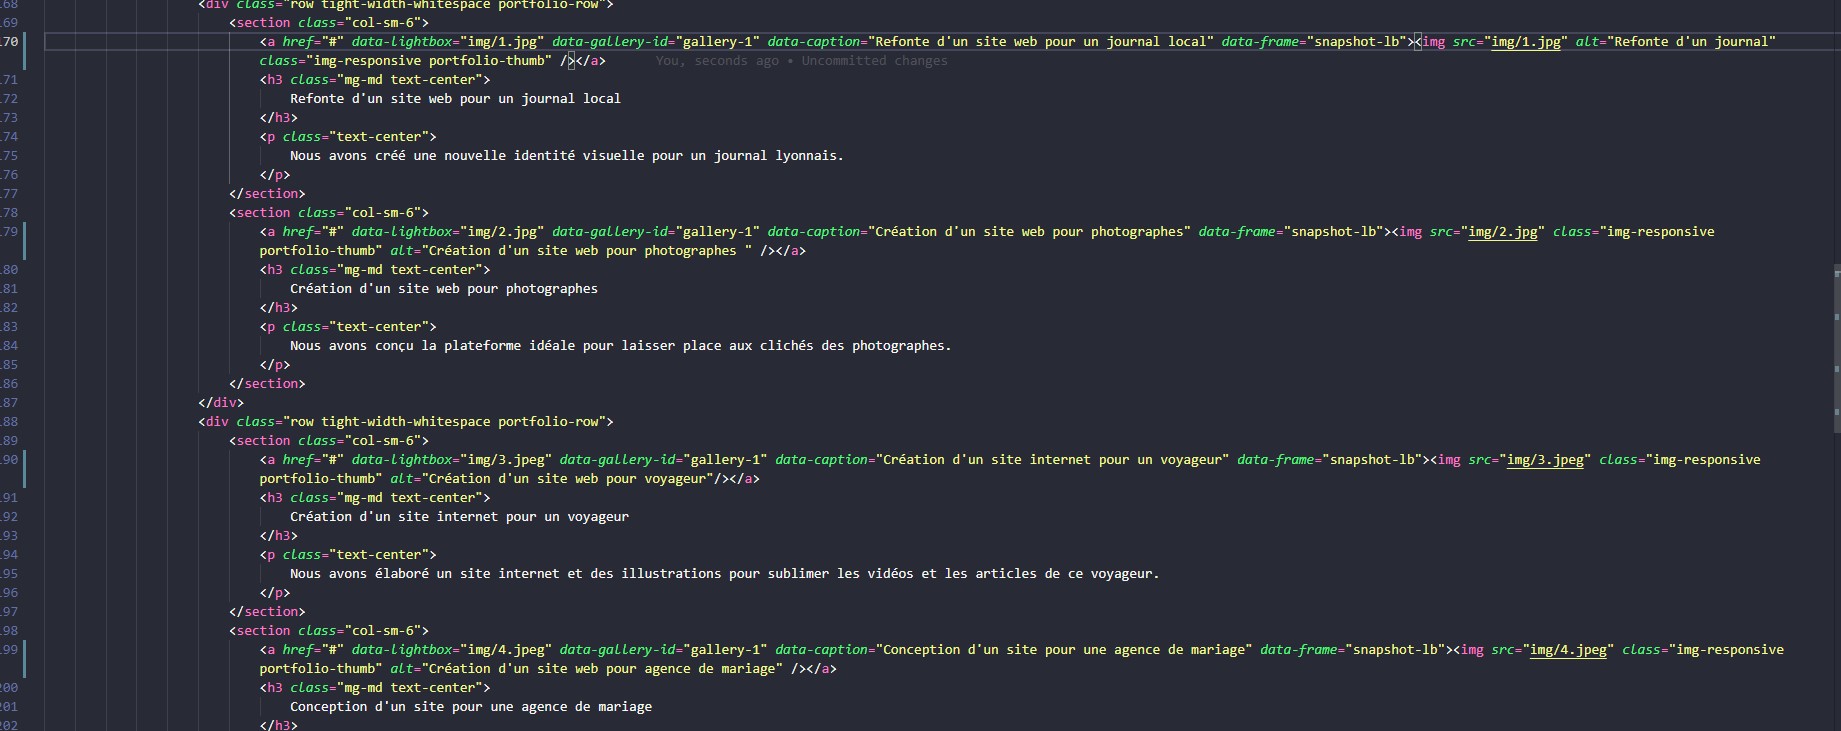 168 <div class="row tight-width-whitespace portfolio-row">
169 <section class="col-sm-6">
170 <a href="#" data-lightbox="img/1.jpg" data-gallery-id="gallery-1" data-caption="Refonte d'un site web pour un journal local" data-frame="snapshot-lb"><img src="img/1.jpg" alt="Refonte d'un journal"
class="img-responsive portfolio-thumb" /></a> You, seconds ago • Uncommitted changes
171 <h3 class="mg-md text-center">
172 Refonte d'un site web pour un journal local
173 </h3>
174 <p class="text-center">
175 Nous avons créé une nouvelle identité visuelle pour un journal lyonnais.
176 </p>
177 </section>
178 <section class="col-sm-6">
179 <a href="#" data-lightbox="img/2.jpg" data-gallery-id="gallery-1" data-caption="Création d'un site web pour photographes" data-frame="snapshot-lb"><img src="img/2.jpg" class="img-responsive
portfolio-thumb" alt="Création d'un site web pour photographes " /></a>
180 <h3 class="mg-md text-center">
181 Création d'un site web pour photographes
182 </h3>
183 <p class="text-center">
184 Nous avons conçu la plateforme idéale pour laisser place aux clichés des photographes.
185 </p>
186 </section>
187 </div>
188 <div class="row tight-width-whitespace portfolio-row">
189 <section class="col-sm-6">
190 <a href="#" data-lightbox="img/3.jpeg" data-gallery-id="gallery-1" data-caption="Création d'un site internet pour un voyageur" data-frame="snapshot-lb"><img src="img/3.jpeg" class="img-responsive
portfolio-thumb" alt="Création d'un site web pour voyageur"/></a>
191 <h3 class="mg-md text-center">
192 Création d'un site internet pour un voyageur
193 </h3>
194 <p class="text-center">
195 Nous avons élaboré un site internet et des illustrations pour sublimer les vidéos et les articles de ce voyageur.
196 </p>
197 </section>
198 <section class="col-sm-6">
199 <a href="#" data-lightbox="img/4.jpeg" data-gallery-id="gallery-1" data-caption="Conception d'un site pour une agence de mariage" data-frame="snapshot-lb"><img src="img/4.jpeg" class="img-responsive
portfolio-thumb" alt="Création d'un site web pour agence de mariage" /></a>
200 <h3 class="mg-md text-center">
201 Conception d'un site pour une agence de mariage
202 </h3>